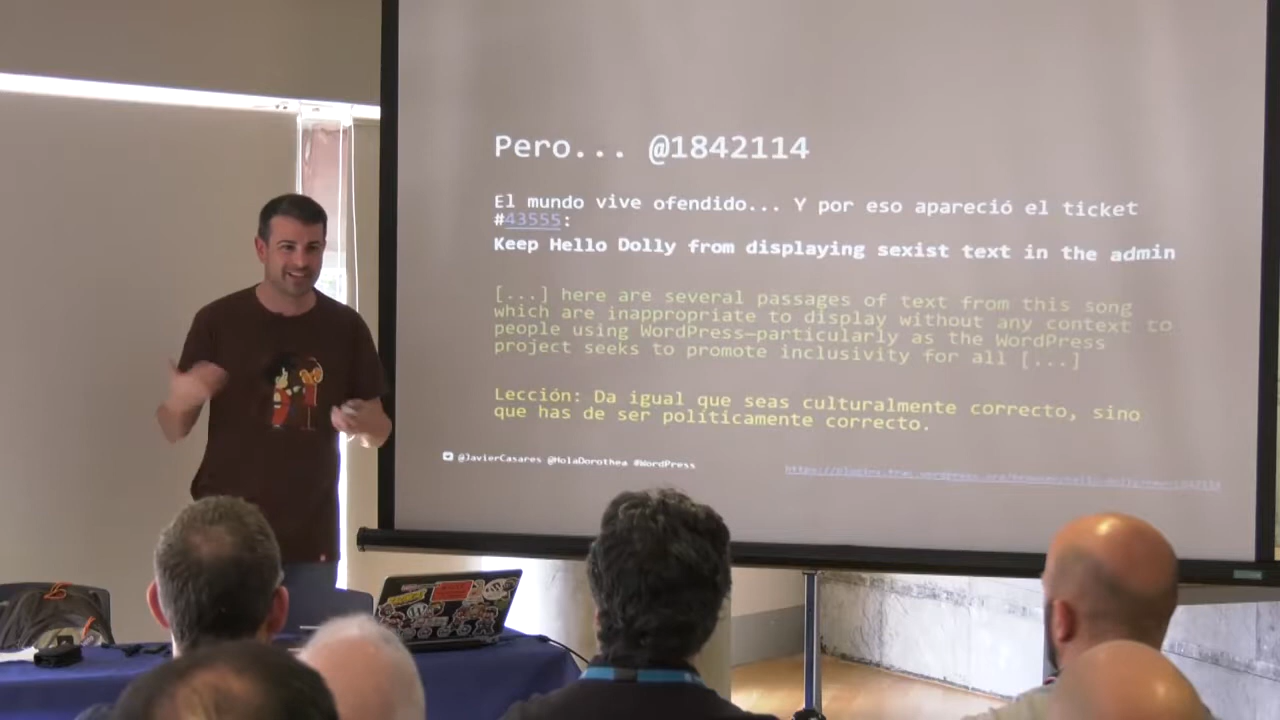 Pero... @1842114
El mundo vive ofendido... Y por eso apareció el ticket
#43555:
Keep Hello Dolly from displaying sexist text in the admin
[...] here are several passages of text from this song
which are inappropriate to display without any context to
people using WordPress—particularly as the WordPress
project seeks to promote inclusivity for all [...]
Lección: Da igual que seas culturalmente correcto, sino
que has de ser políticamente correcto.
@JavierCasares @HolaDorothea #WordPress